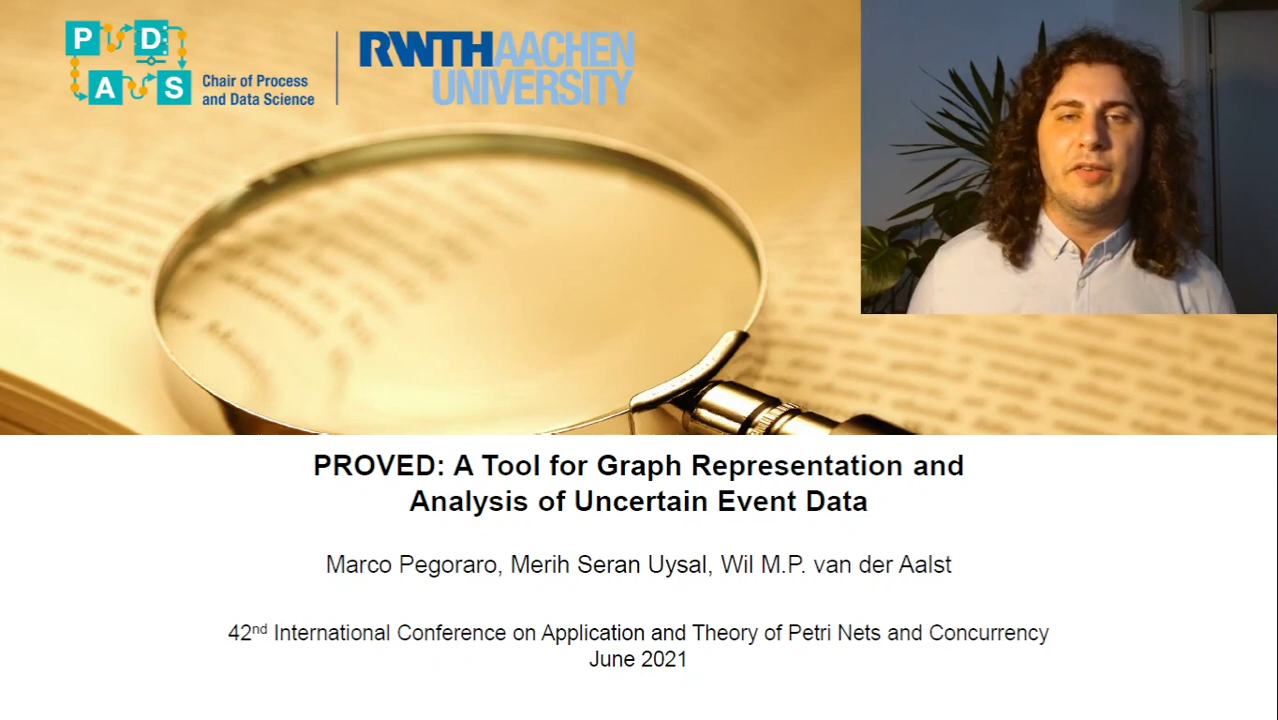 PDAS
Chair of Process
and Data Science
RWTH AACHEN
UNIVERSITY
PROVED: A Tool for Graph Representation and
Analysis of Uncertain Event Data
Marco Pegoraro, Merih Seran Uysal, Wil M.P. van der Aalst
42nd International Conference on Application and Theory of Petri Nets and Concurrency
June 2021